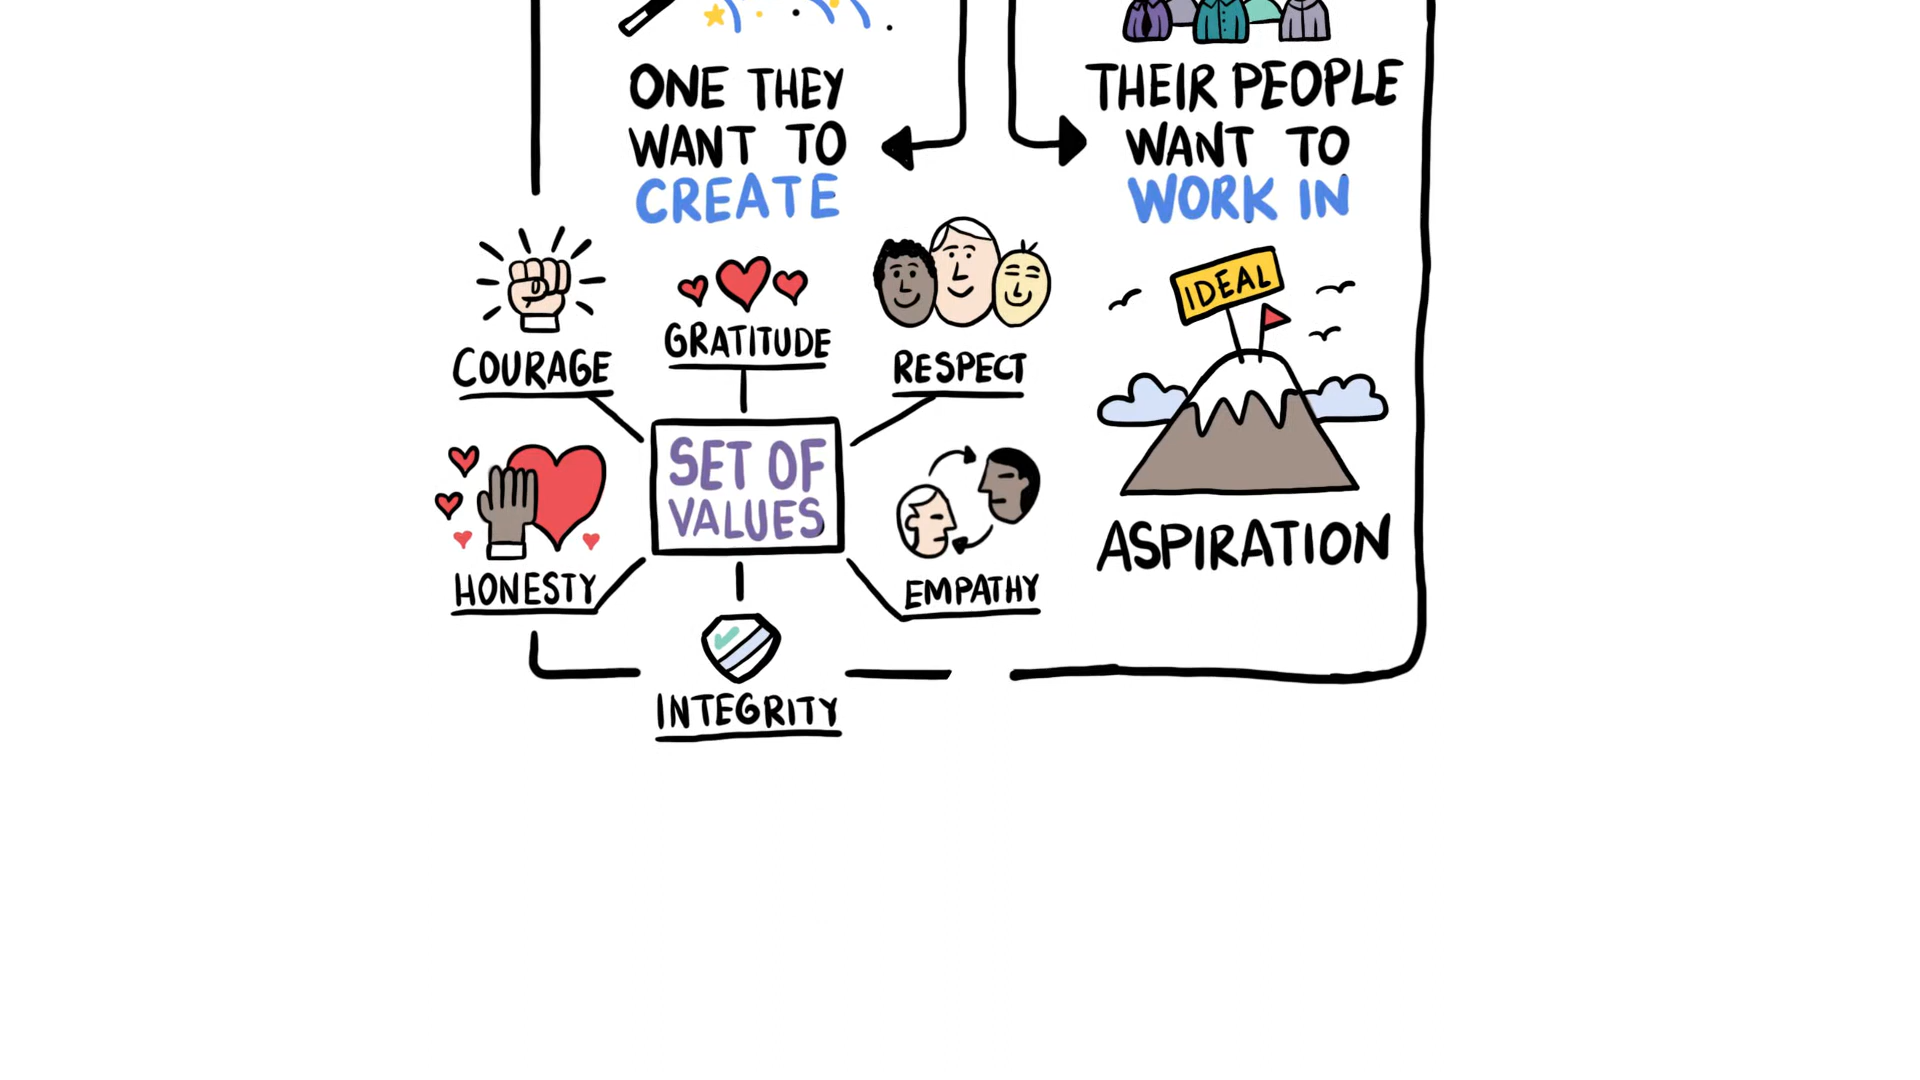 ONE THEY
WANT TO
CREATE
THEIR PEOPLE
WANT TO
WORK IN
COURAGE
GRATITUDE
RESPECT
SET OF
VALUES
HONESTY
EMPATHY
INTEGRITY
IDEAL
ASPIRATION